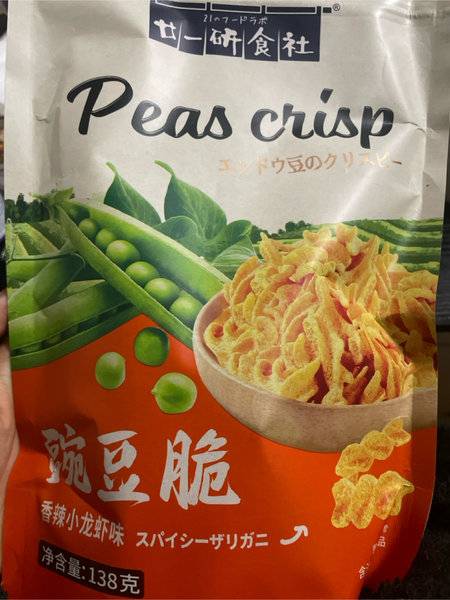 21のフードラボ
廿一研食社
®
Peas crisp
エンドウ豆のクリスピー
豌豆脆
香辣小龙虾味 スパイシーザリガニ
净含量:138克
品
含